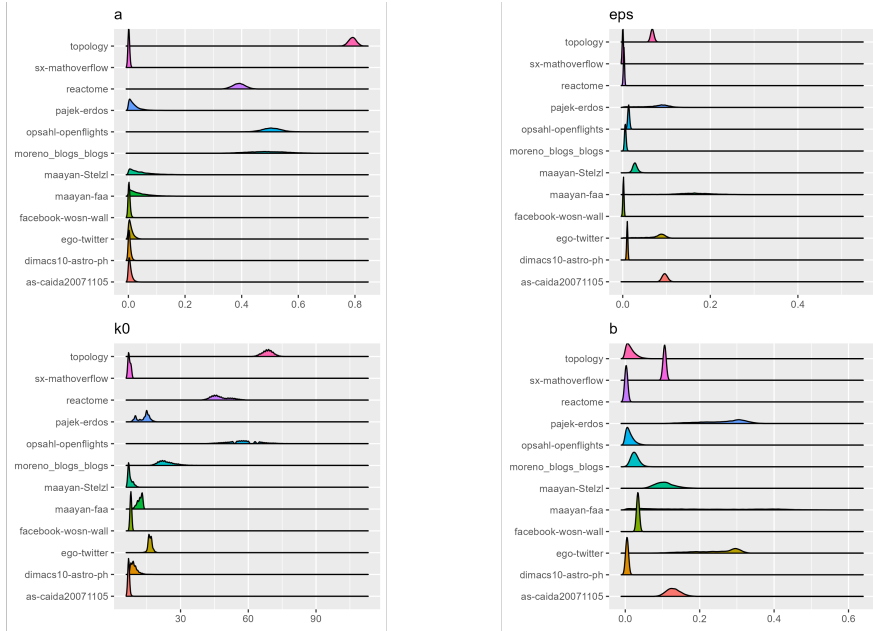 a
topology
sx-mathoverflow
reactome
pajek-erdos
opsahl-openflights
moreno_blogs_blogs
maayan-Stelzl
maayan-faa
facebook-wosn-wall
ego-twitter
dimacs10-astro-ph
as-caida20071105
0.0 0.2 0.4 0.6 0.8
eps
topology
sx-mathoverflow
reactome
pajek-erdos
opsahl-openflights
moreno_blogs_blogs
maayan-Stelzl
maayan-faa
facebook-wosn-wall
ego-twitter
dimacs10-astro-ph
as-caida20071105
0.0 0.2 0.4
k0
topology
sx-mathoverflow
reactome
pajek-erdos
opsahl-openflights
moreno_blogs_blogs
maayan-Stelzl
maayan-faa
facebook-wosn-wall
ego-twitter
dimacs10-astro-ph
as-caida20071105
30 60 90
b
topology
sx-mathoverflow
reactome
pajek-erdos
opsahl-openflights
moreno_blogs_blogs
maayan-Stelzl
maayan-faa
facebook-wosn-wall
ego-twitter
dimacs10-astro-ph
as-caida20071105
0.0 0.2 0.4 0.6